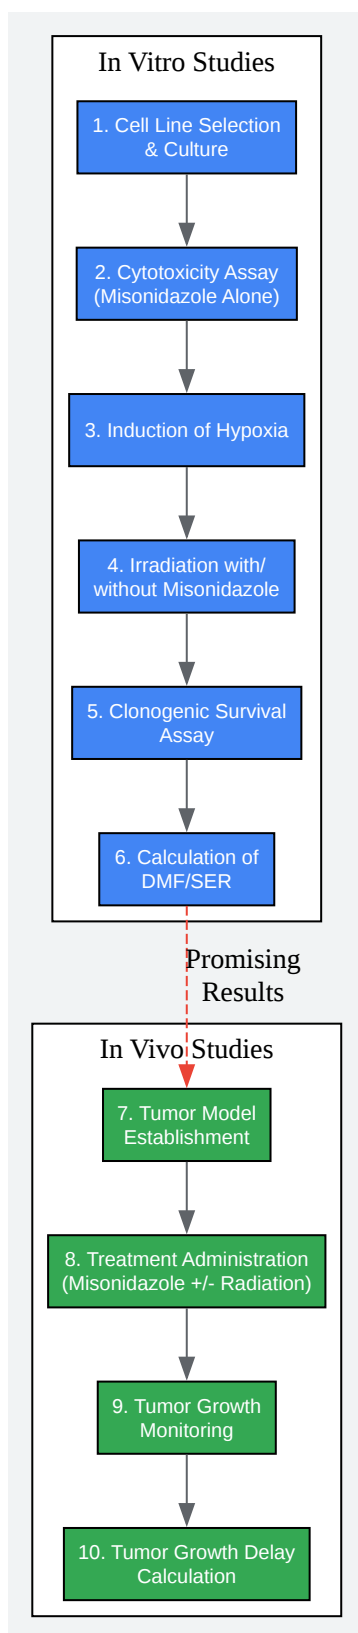 In Vitro Studies
1. Cell Line Selection
& Culture
2. Cytotoxicity Assay
(Misonidazole Alone)
3. Induction of Hypoxia
4. Irradiation with/
without Misonidazole
5. Clonogenic Survival
Assay
6. Calculation of
DMF/SER
Promising
Results
In Vivo Studies
7. Tumor Model
Establishment
8. Treatment Administration
(Misonidazole +/- Radiation)
9. Tumor Growth
Monitoring
10. Tumor Growth Delay
Calculation